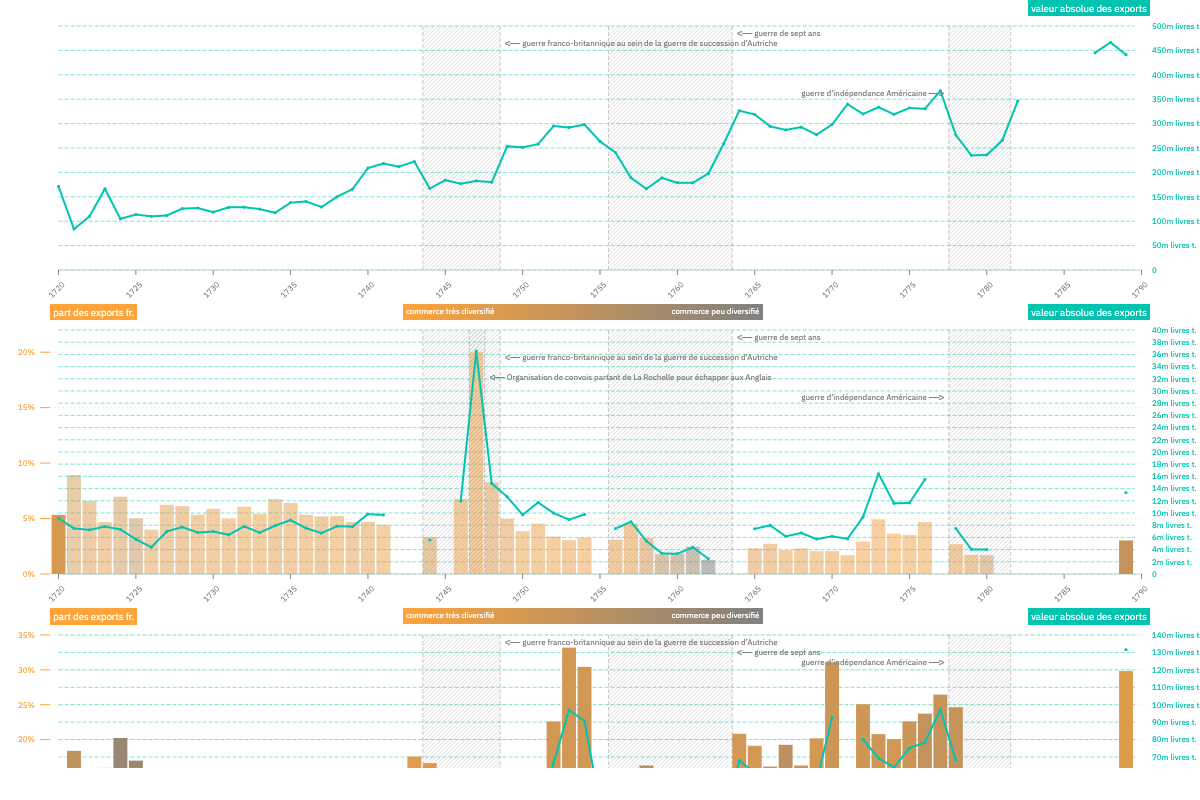 valeur absolue des exports
500m livres t
450m livres t.
400m livres t.
350m livres t.
300m livres t.
250m livres t.
200m livres t.
150m livres t.
100m livres t.
50m livres t.
0
guerre de sept ans
guerre franco-britannique au sein de la guerre de succession d'Autriche
guerre d'indépendance Américaine
1720 1725 1730 1735 1740 1745 1750 1755 1760 1765 1770 1775 1780 1785 1790
part des exports fr.
commerce très diversifié
commerce peu diversifié
valeur absolue des exports
20%
15%
10%
5%
0%
40m livres t.
38m livres t.
36m livres t.
34m livres t.
32m livres t.
30m livres t.
28m livres t.
26m livres t.
24m livres t.
22m livres t.
20m livres t.
18m livres t.
16m livres t.
14m livres t.
12m livres t.
10m livres t.
8m livres t.
6m livres t.
4m livres t.
2m livres t.
0
guerre de sept ans
guerre franco-britannique au sein de la guerre de succession d'Autriche
Organisation de convois partant de La Rochelle pour échapper aux Anglais
guerre d'indépendance Américaine
1720 1725 1730 1735 1740 1745 1750 1755 1760 1765 1770 1775 1780 1785 1790
part des exports fr.
commerce très diversifié
commerce peu diversifié
valeur absolue des exports
35%
30%
25%
20%
140m livres t
130m livres t
120m livres t.
110m livres t.
100m livres t
90m livres t.
80m livres t.
70m livres t.
guerre franco-britannique au sein de la guerre de succession d'Autriche
guerre de sept ans
guerre d'indépendance Américaine